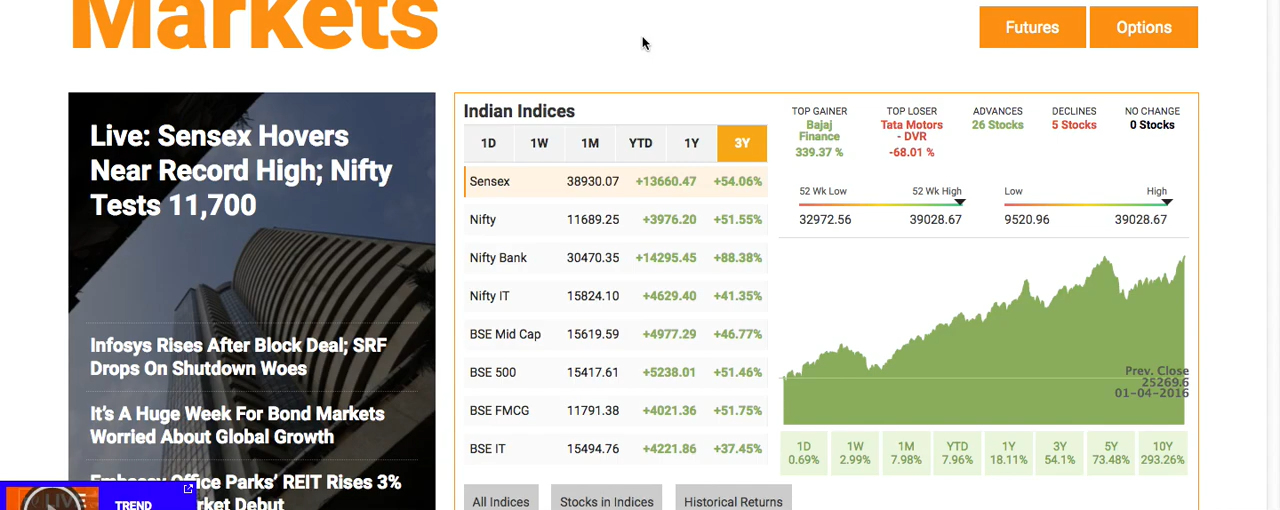 Markets
Futures
Options
Live: Sensex Hovers
Near Record High; Nifty
Tests 11,700
Infosys Rises After Block Deal; SRF
Drops On Shutdown Woes
It's A Huge Week For Bond Markets
Worried About Global Growth
Embassy Office Parks' REIT Rises 3%
Market Debut
LIVE
TREND
Indian Indices
1D 1W 1M YTD 1Y 3Y
Sensex 38930.07 +13660.47 +54.06%
Nifty 11689.25 +3976.20 +51.55%
Nifty Bank 30470.35 +14295.45 +88.38%
Nifty IT 15824.10 +4629.40 +41.35%
BSE Mid Cap 15619.59 +4977.29 +46.77%
BSE 500 15417.61 +5238.01 +51.46%
BSE FMCG 11791.38 +4021.36 +51.75%
BSE IT 15494.76 +4221.86 +37.45%
All Indices Stocks in Indices Historical Returns
TOP GAINER
Bajaj
Finance
339.37 %
TOP LOSER
Tata Motors
- DVR
-68.01 %
ADVANCES
26 Stocks
DECLINES
5 Stocks
NO CHANGE
0 Stocks
52 Wk Low 52 Wk High
32972.56 39028.67
Low High
9520.96 39028.67
Prev. Close
25269.6
01-04-2016
1D 1W 1M YTD 1Y 3Y 5Y 10Y
0.69% 2.99% 7.98% 7.96% 18.11% 54.1% 73.48% 293.26%